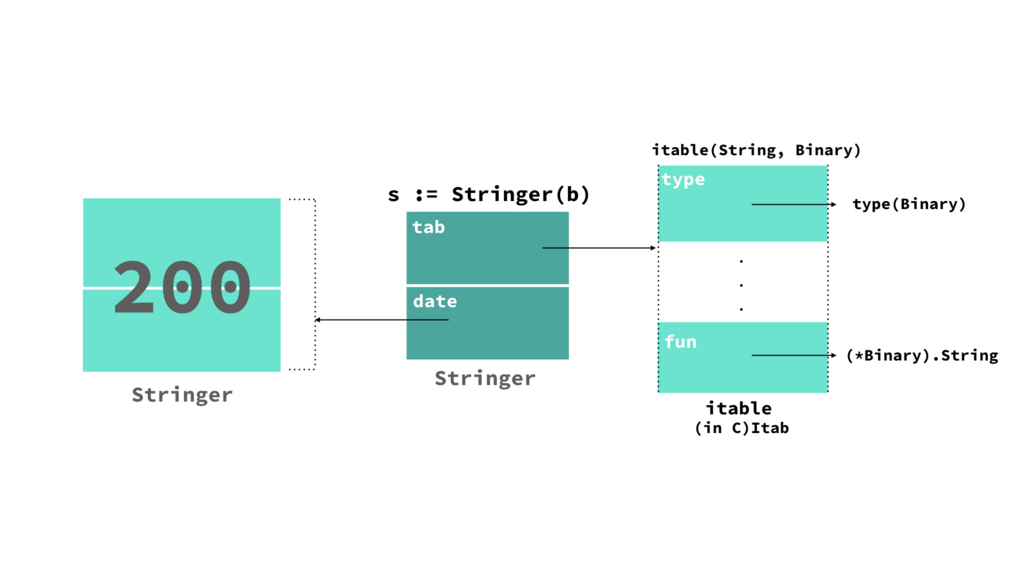 200
Stringer
s := Stringer(b)
tab
date
Stringer
itable(String, Binary)
type
type(Binary)
.
.
.
fun
(*Binary).String
itable
(in C)Itab